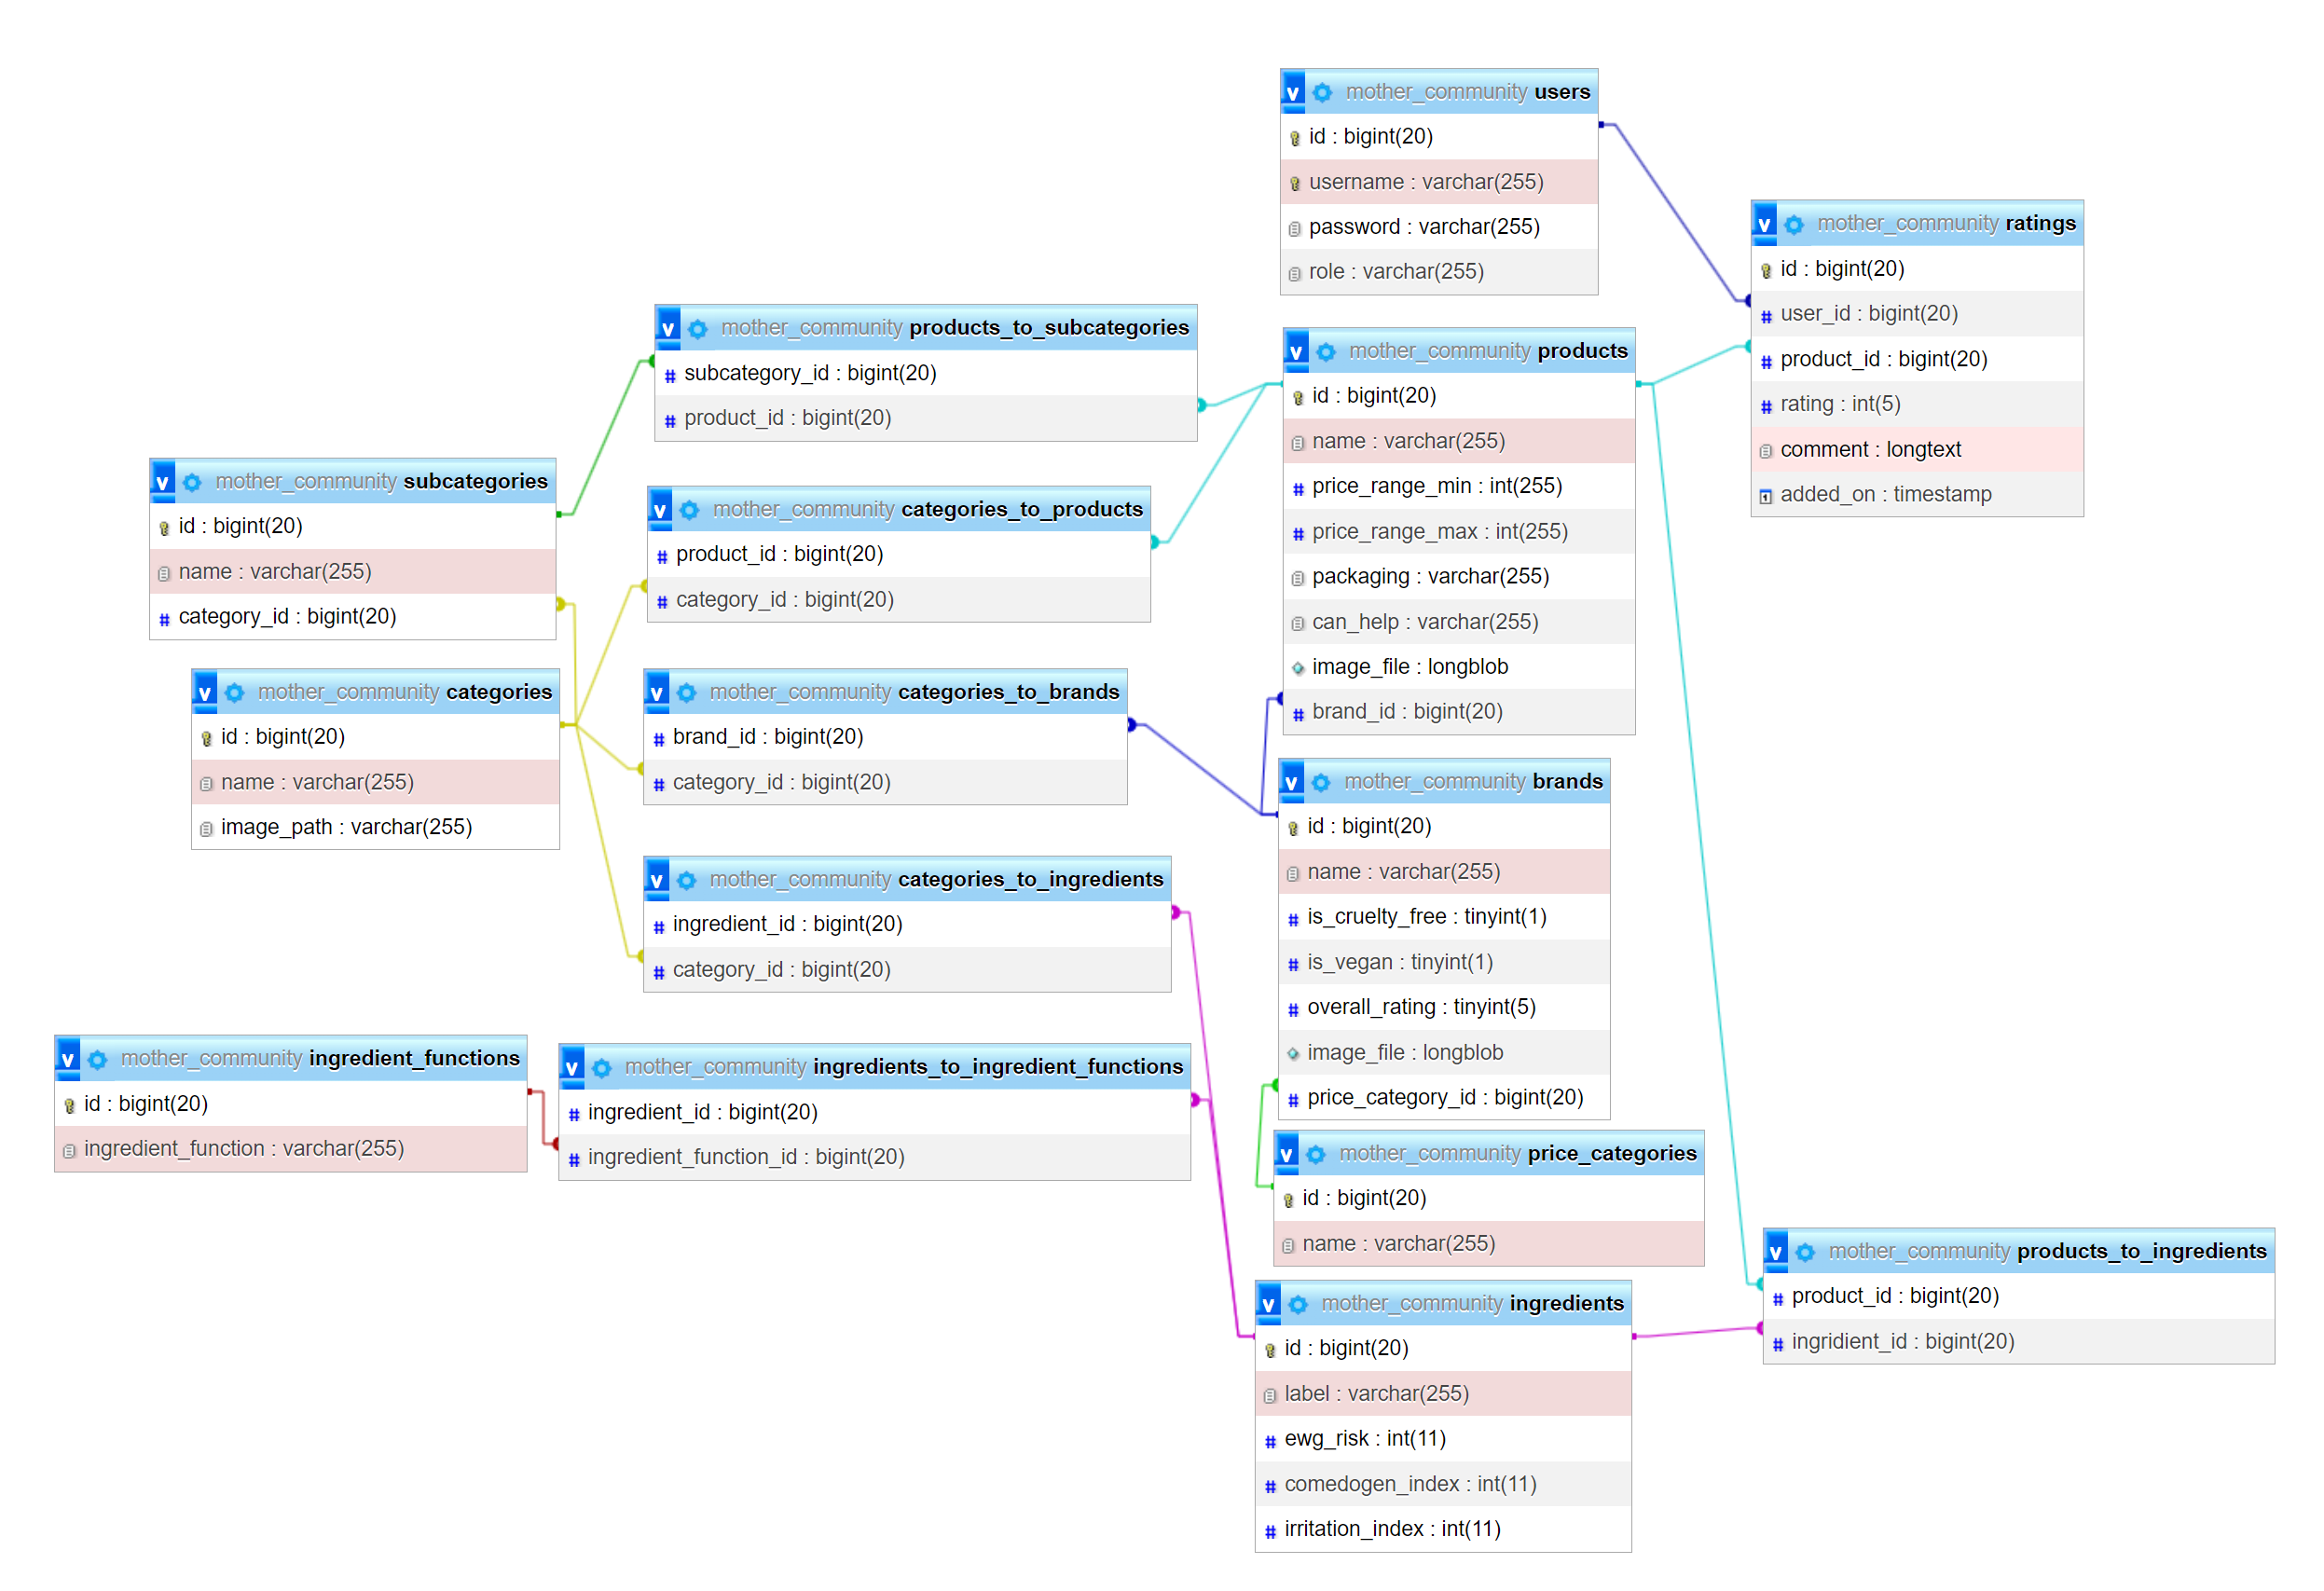 v mother_community users
id : bigint(20)
username : varchar(255)
password : varchar(255)
role : varchar(255)
v mother_community ratings
id : bigint(20)
user_id : bigint(20)
product_id : bigint(20)
rating : int(5)
comment : longtext
added_on : timestamp
v mother_community products_to_subcategories
subcategory_id : bigint(20)
product_id : bigint(20)
v mother_community products
id : bigint(20)
name : varchar(255)
price_range_min : int(255)
price_range_max : int(255)
packaging : varchar(255)
can_help : varchar(255)
image_file : longblob
brand_id : bigint(20)
v mother_community subcategories
id : bigint(20)
name : varchar(255)
category_id : bigint(20)
v mother_community categories_to_products
product_id : bigint(20)
category_id : bigint(20)
v mother_community categories
id : bigint(20)
name : varchar(255)
image_path : varchar(255)
v mother_community categories_to_brands
brand_id : bigint(20)
category_id : bigint(20)
v mother_community brands
id : bigint(20)
name : varchar(255)
is_cruelty_free : tinyint(1)
is_vegan : tinyint(1)
overall_rating : tinyint(5)
image_file : longblob
price_category_id : bigint(20)
v mother_community categories_to_ingredients
ingredient_id : bigint(20)
category_id : bigint(20)
v mother_community ingredient_functions
id : bigint(20)
ingredient_function : varchar(255)
v mother_community ingredients_to_ingredient_functions
ingredient_id : bigint(20)
ingredient_function_id : bigint(20)
v mother_community price_categories
id : bigint(20)
name : varchar(255)
v mother_community products_to_ingredients
product_id : bigint(20)
ingridient_id : bigint(20)
v mother_community ingredients
id : bigint(20)
label : varchar(255)
ewg_risk : int(11)
comedogen_index : int(11)
irritation_index : int(11)